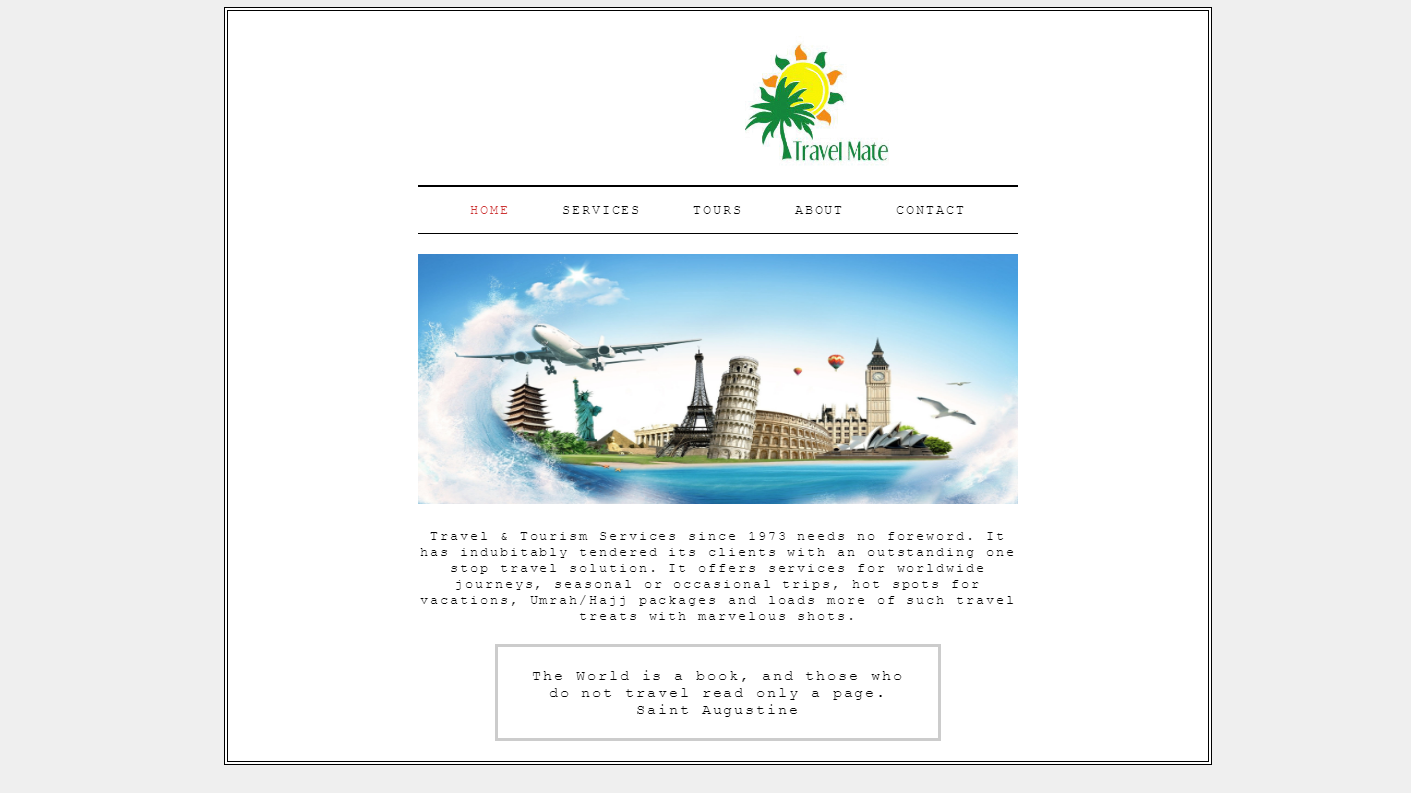 Travel Mate
HOME SERVICES TOURS ABOUT CONTACT
Travel & Tourism Services since 1973 needs no foreword. It
has indubitably tendered its clients with an outstanding one
stop travel solution. It offers services for worldwide
journeys, seasonal or occasional trips, hot spots for
vacations, Umrah/Hajj packages and loads more of such travel
treats with marvelous shots.
The World is a book, and those who
do not travel read only a page.
Saint Augustine